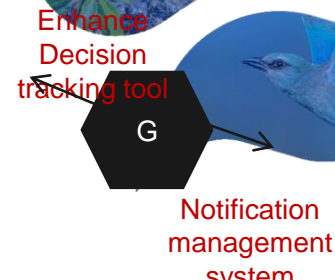 Enhance
Decision
tracking tool
G
Notification
management
system